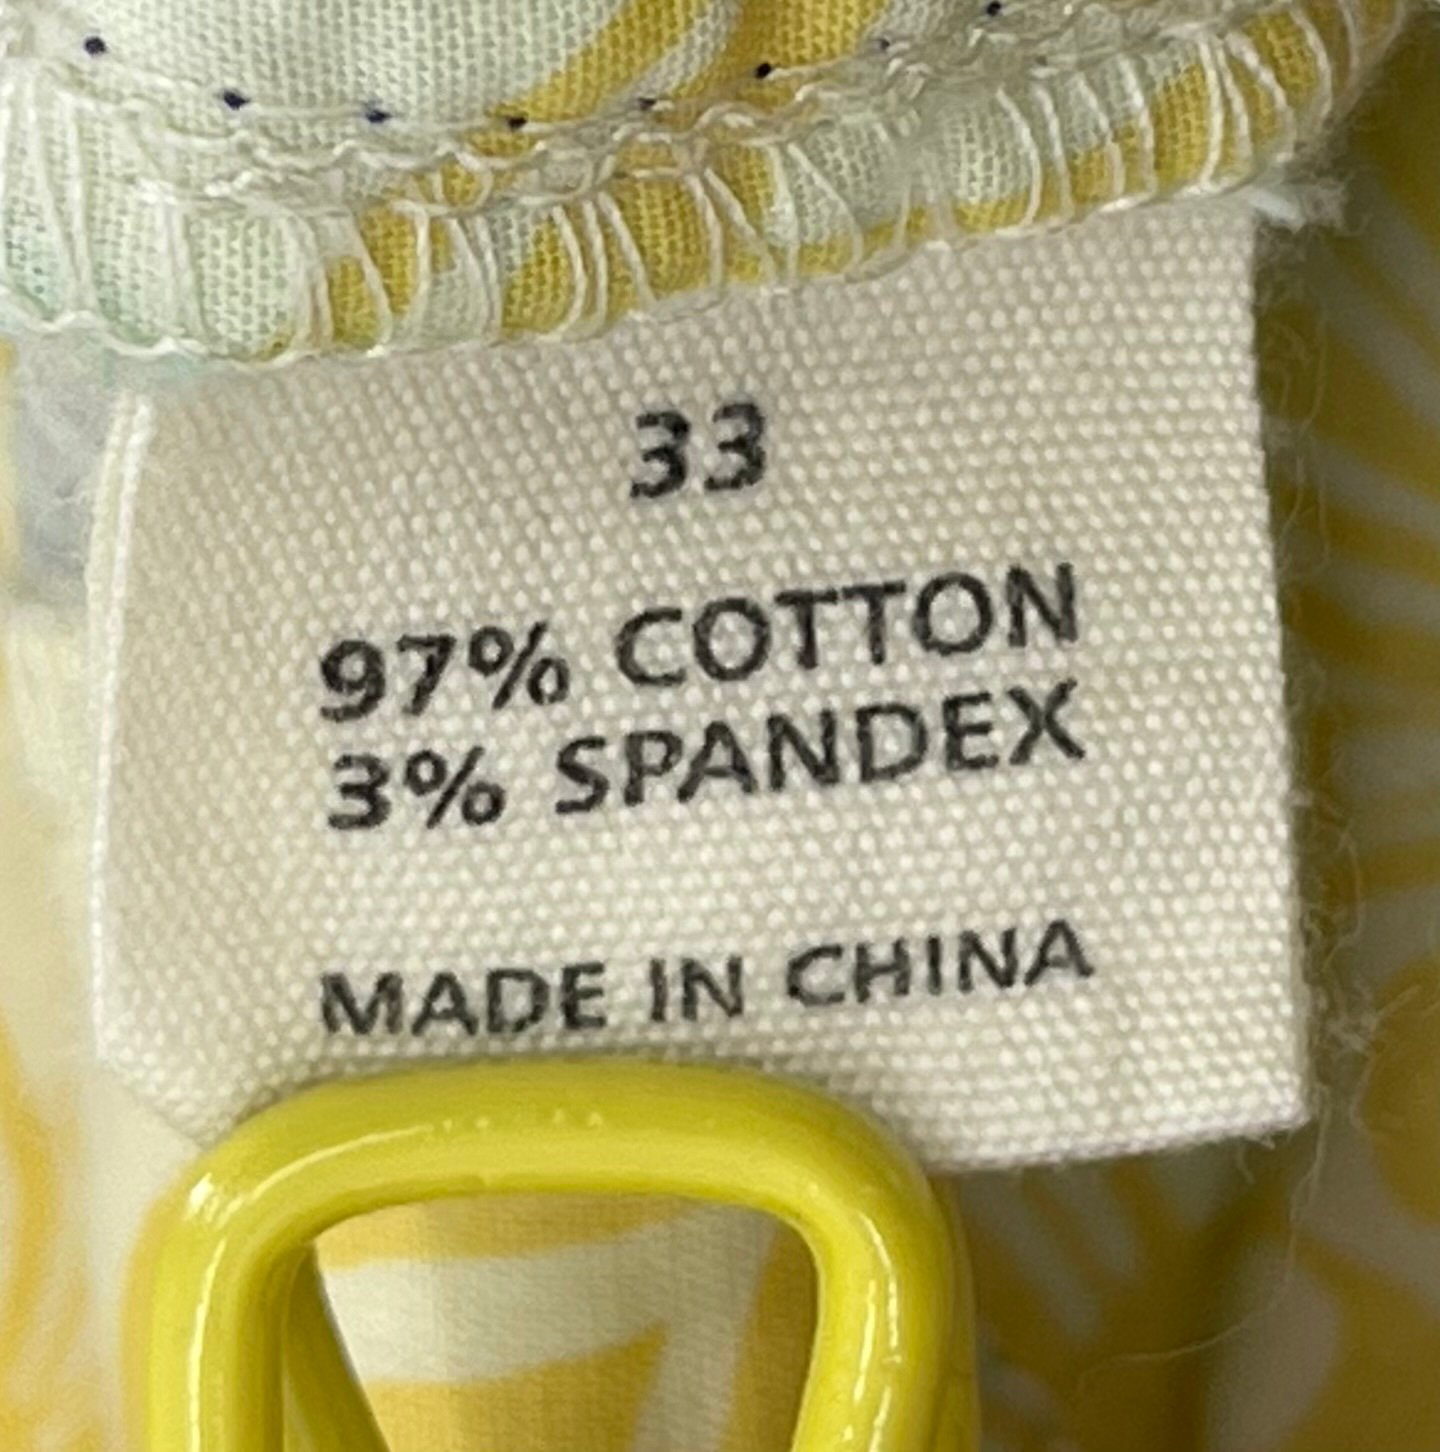 33
97% COTTON
3% SPANDEX
MADE IN CHINA